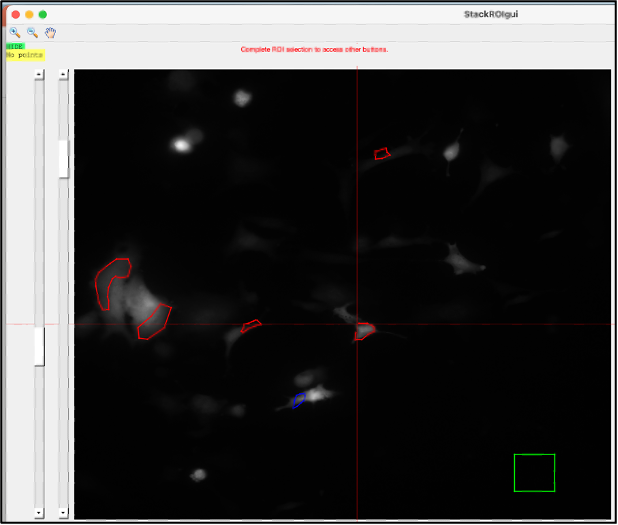 StackROIgui
HIDE
Complete ROI selection to access other buttons.
No points